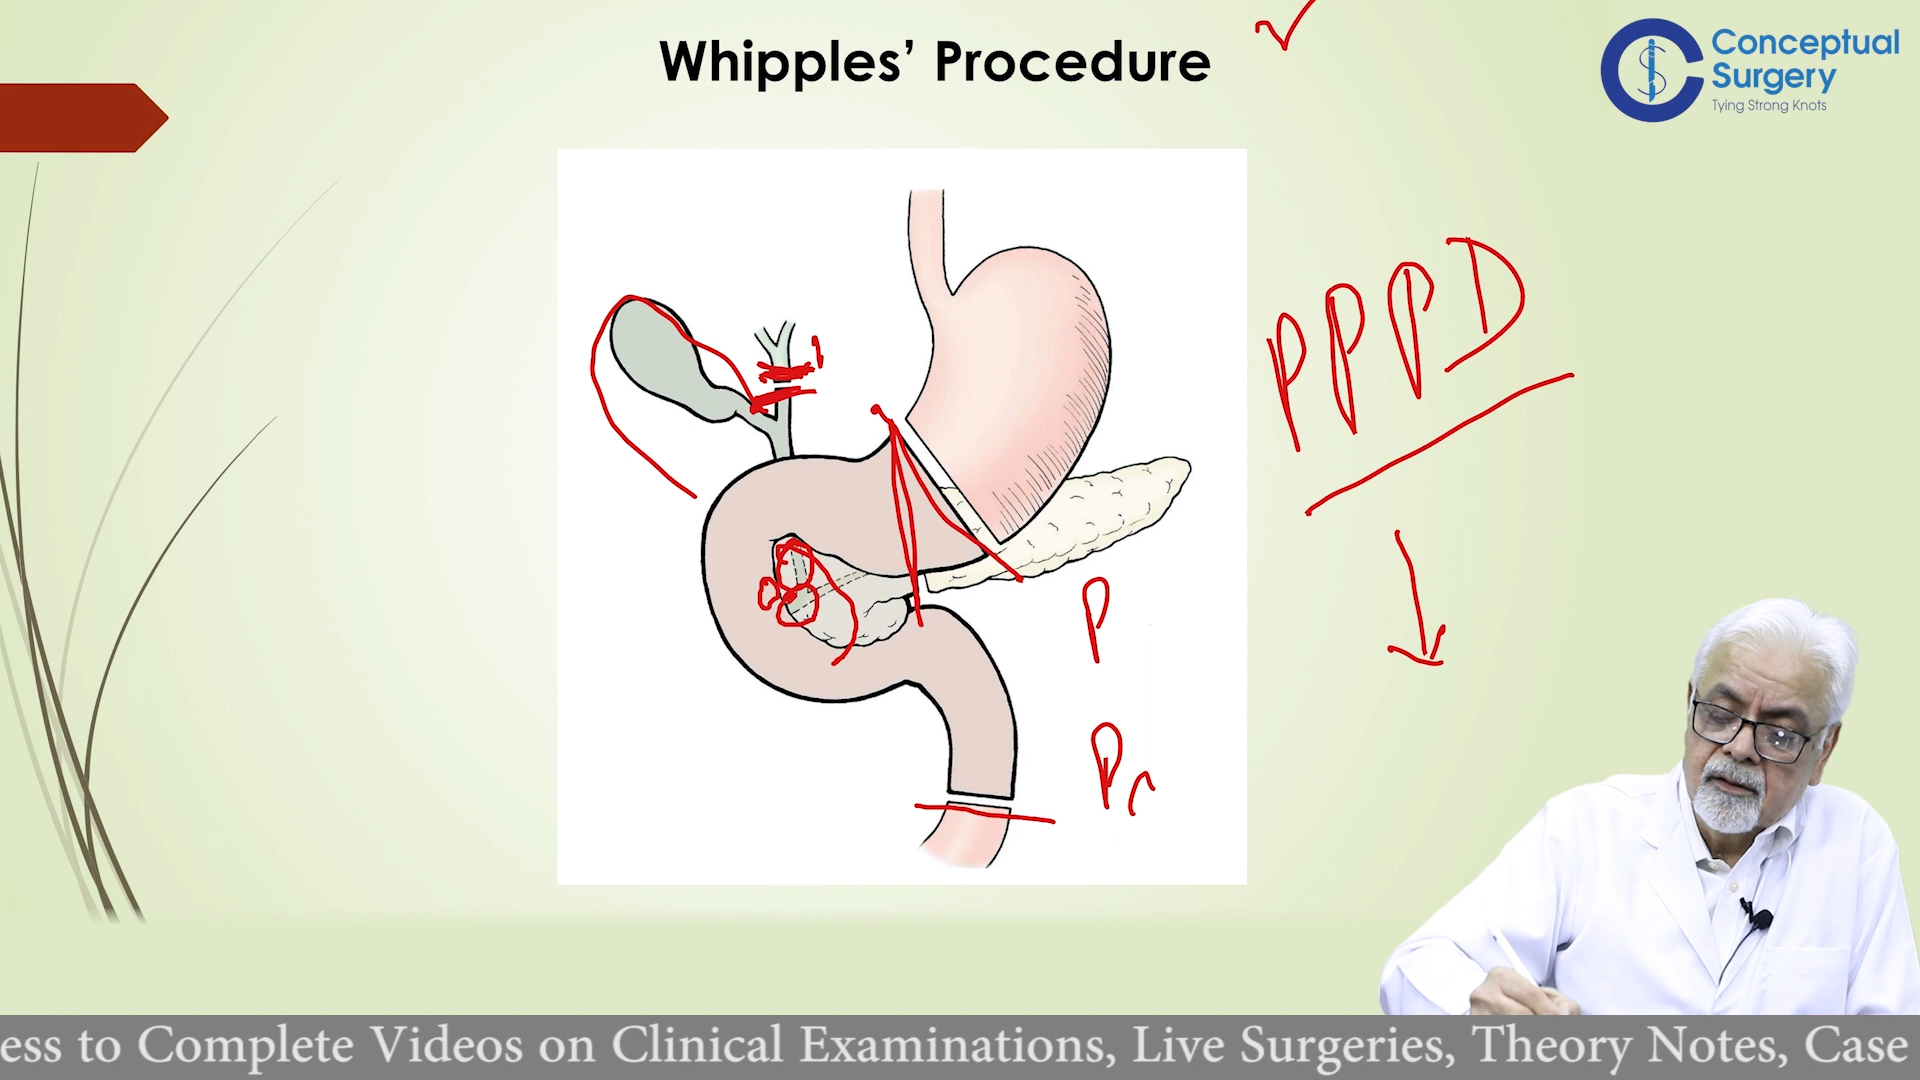 Whipples’ Procedure
Conceptual
Surgery
Tying Strong Knots
PPPD
P
Pr
ess to Complete Videos on Clinical Examinations, Live Surgeries, Theory Notes, Case